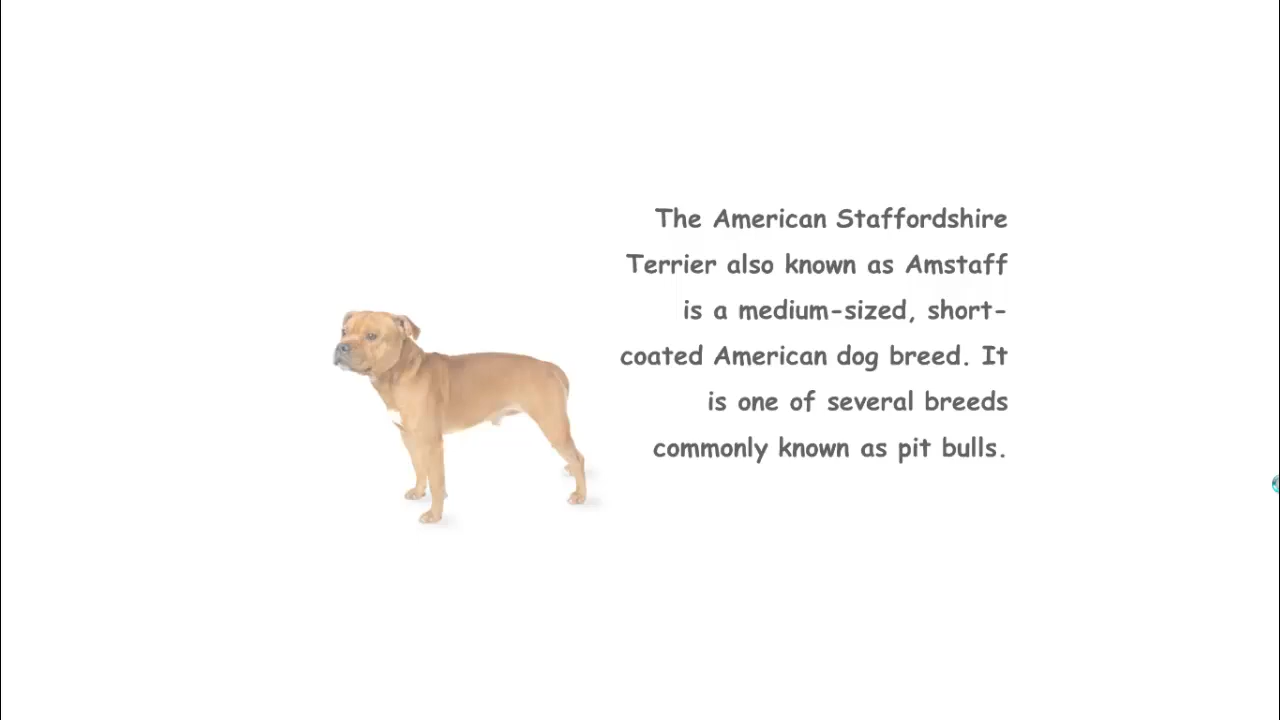 The American Staffordshire
Terrier also known as Amstaff
is a medium-sized, short-
coated American dog breed. It
is one of several breeds
commonly known as pit bulls.